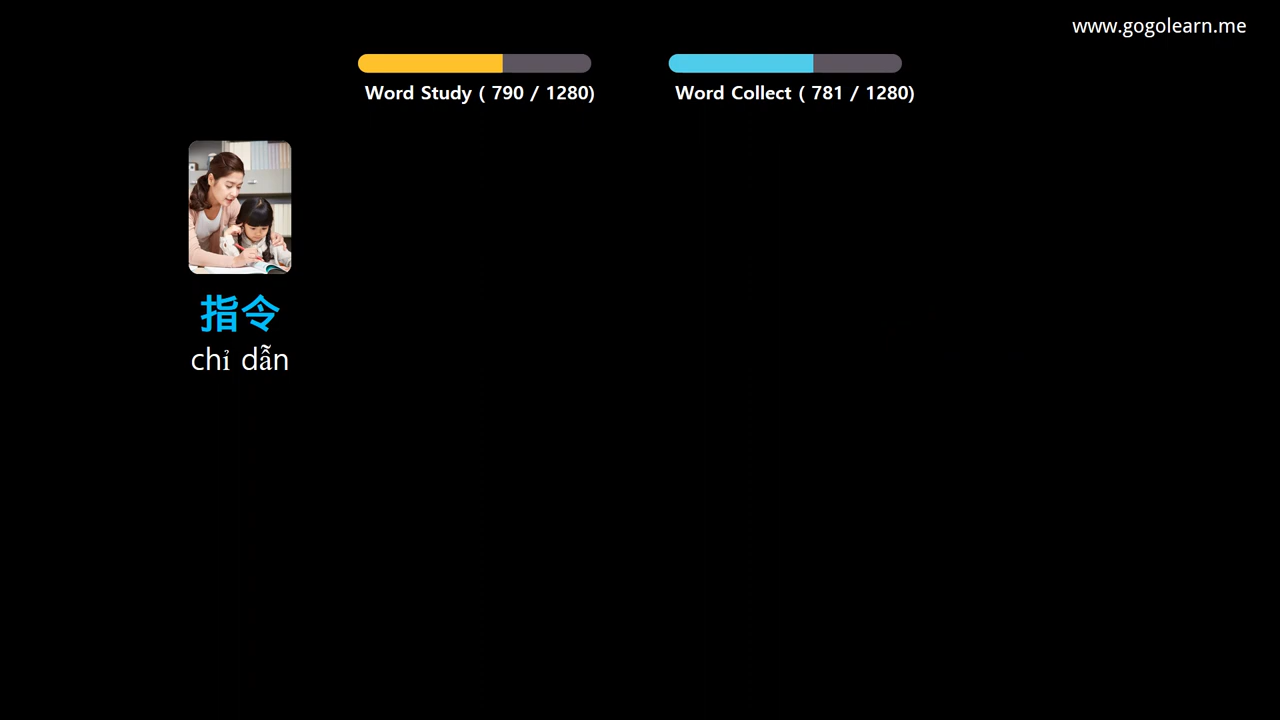 www.gogolearn.me
Word Study ( 790 / 1280)
Word Collect ( 781 / 1280)
指令
chỉ dẫn